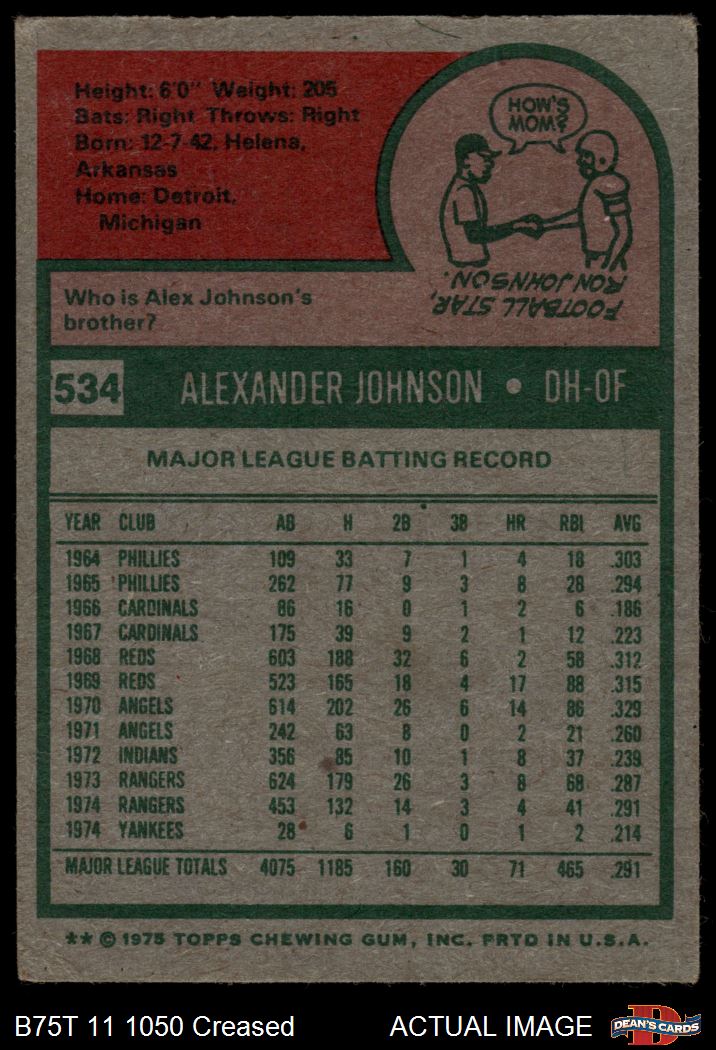 Height: 6'0" Weight: 205
Bats: Right Throws: Right
Born: 12-7-42, Helena,
Arkansas
Home: Detroit,
Michigan
HOW'S
MOM?
FOOTBALL STAR,
RON JOHNSON.
Who is Alex Johnson's
brother?
534 ALEXANDER JOHNSON • DH-OF
MAJOR LEAGUE BATTING RECORD
YEAR CLUB AB H 2B 3B HR RBI AVG
1964 PHILLIES 109 33 7 1 4 18 .303
1965 PHILLIES 262 77 9 3 8 28 .294
1966 CARDINALS 86 16 0 1 2 6 .186
1967 CARDINALS 175 39 9 2 1 12 .223
1968 REDS 603 188 32 6 2 58 .312
1969 REDS 523 165 18 4 17 88 .315
1970 ANGELS 614 202 26 6 14 86 .329
1971 ANGELS 242 63 8 0 2 21 .260
1972 INDIANS 356 85 10 1 8 37 .239
1973 RANGERS 624 179 26 3 8 68 .287
1974 RANGERS 453 132 14 3 4 41 .291
1974 YANKEES 28 6 1 0 1 2 .214
MAJOR LEAGUE TOTALS 4075 1185 160 30 71 465 .291
** © 1975 TOPPS CHEWING GUM, INC. PRTD IN U.S.A.
B75T 11 1050 Creased ACTUAL IMAGE
D
DEAN'S CARDS